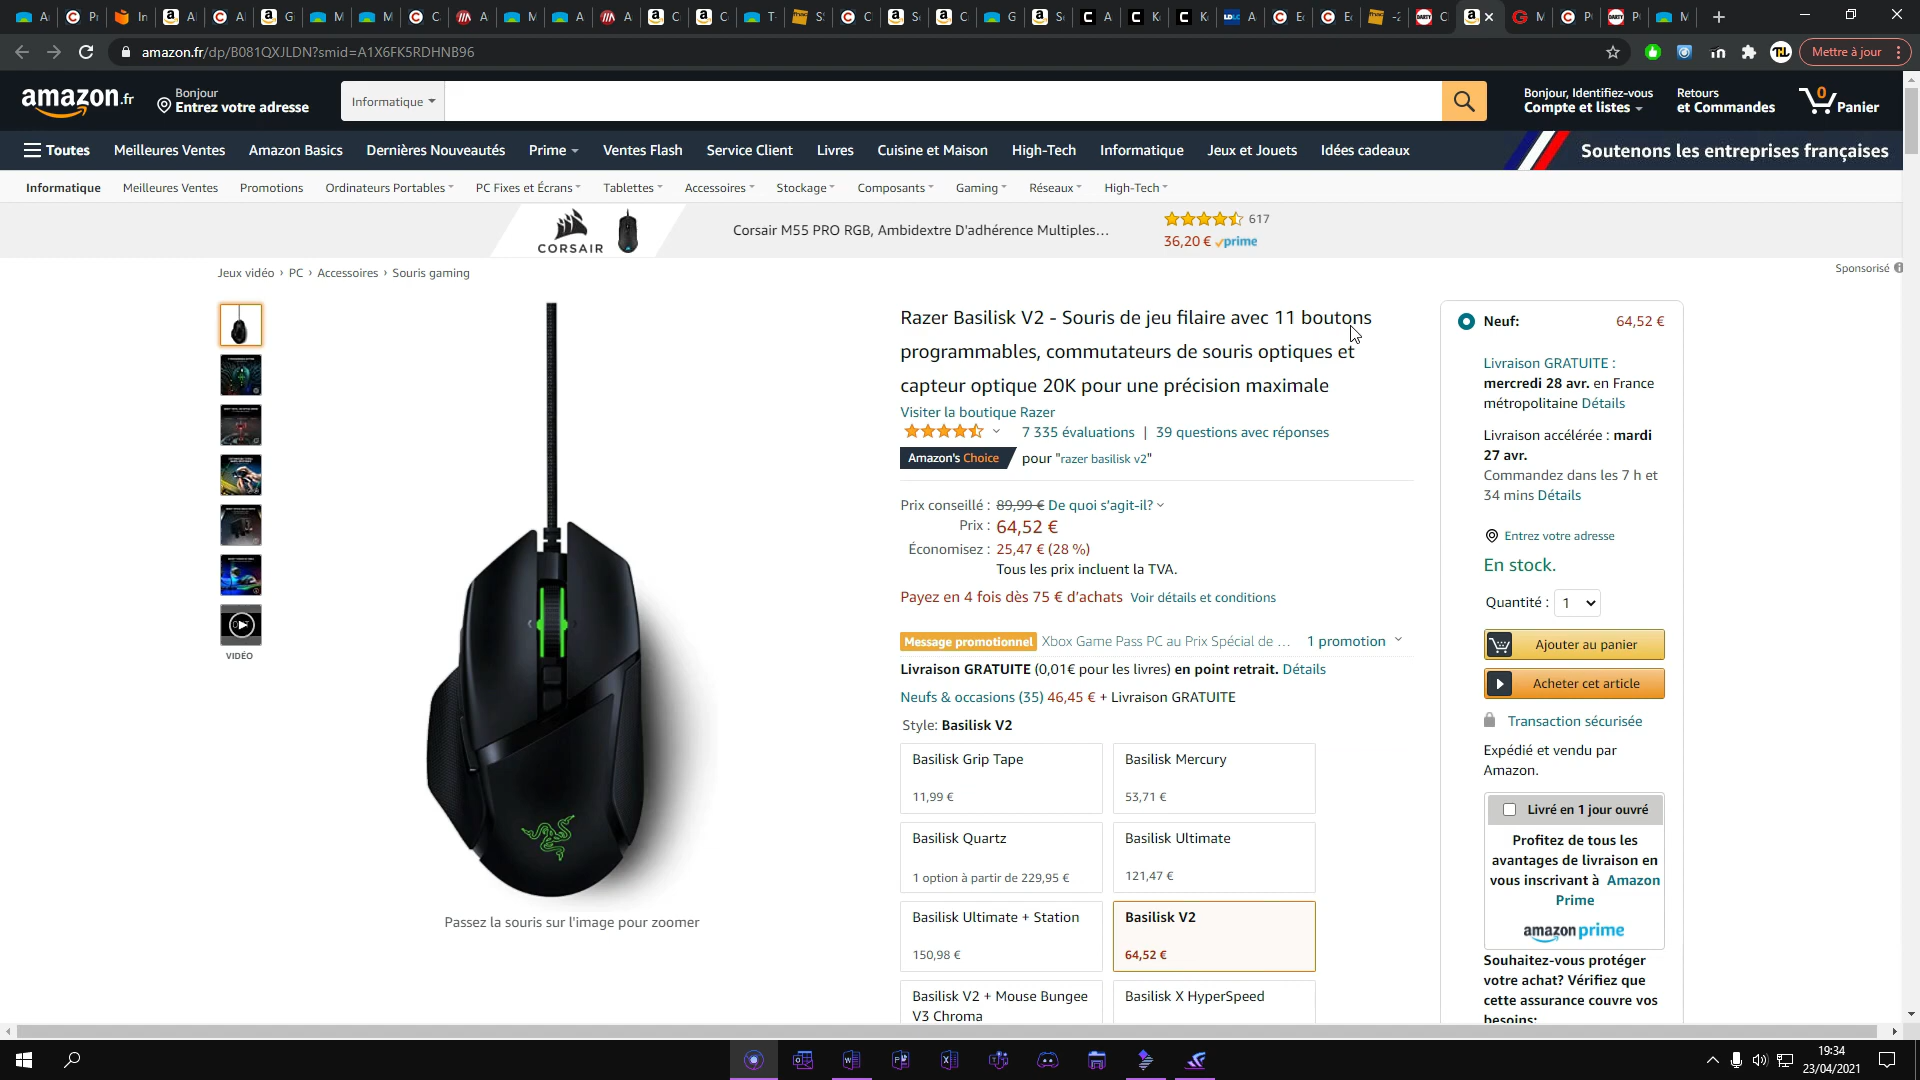 amazon.fr/dp/B081QXJLDN?smid=A1X6FK5RDHNB96
Mettre à jour
amazon.fr
Bonjour
Entrez votre adresse
Informatique
Bonjour, Identifiez-vous
Compte et listes
Retours
et Commandes
0
Panier
Toutes
Meilleures Ventes
Amazon Basics
Dernières Nouveautés
Prime
Ventes Flash
Service Client
Livres
Cuisine et Maison
High-Tech
Informatique
Jeux et Jouets
Idées cadeaux
Soutenons les entreprises françaises
Informatique
Meilleures Ventes
Promotions
Ordinateurs Portables
PC Fixes et Écrans
Tablettes
Accessoires
Stockage
Composants
Gaming
Réseaux
High-Tech
CORSAIR
Corsair M55 PRO RGB, Ambidextre D'adhérence Multiples...
617
36,20 € prime
Sponsorisé
Jeux vidéo › PC › Accessoires › Souris gaming
VIDÉO
Passez la souris sur l'image pour zoomer
Razer Basilisk V2 - Souris de jeu filaire avec 11 boutons
programmables, commutateurs de souris optiques et
capteur optique 20K pour une précision maximale
Visiter la boutique Razer
7 335 évaluations | 39 questions avec réponses
Amazon's Choice pour "razer basilisk v2"
Prix conseillé : 89,99 € De quoi s'agit-il?
Prix : 64,52 €
Économisez : 25,47 € (28 %)
Tous les prix incluent la TVA.
Payez en 4 fois dès 75 € d'achats Voir détails et conditions
Message promotionnel Xbox Game Pass PC au Prix Spécial de ... 1 promotion
Livraison GRATUITE (0,01€ pour les livres) en point retrait. Détails
Neufs & occasions (35) 46,45 € + Livraison GRATUITE
Style: Basilisk V2
Basilisk Grip Tape
11,99 €
Basilisk Mercury
53,71 €
Basilisk Quartz
1 option à partir de 229,95 €
Basilisk Ultimate
121,47 €
Basilisk Ultimate + Station
150,98 €
Basilisk V2
64,52 €
Basilisk V2 + Mouse Bungee
V3 Chroma
Basilisk X HyperSpeed
Neuf: 64,52 €
Livraison GRATUITE :
mercredi 28 avr. en France
métropolitaine Détails
Livraison accélérée : mardi
27 avr.
Commandez dans les 7 h et
34 mins Détails
Entrez votre adresse
En stock.
Quantité : 1
Ajouter au panier
Acheter cet article
Transaction sécurisée
Expédié et vendu par
Amazon.
Livré en 1 jour ouvré
Profitez de tous les
avantages de livraison en
vous inscrivant à Amazon
Prime
amazon prime
Souhaitez-vous protéger
votre achat? Vérifiez que
cette assurance couvre vos
besoins:
19:34
23/04/2021